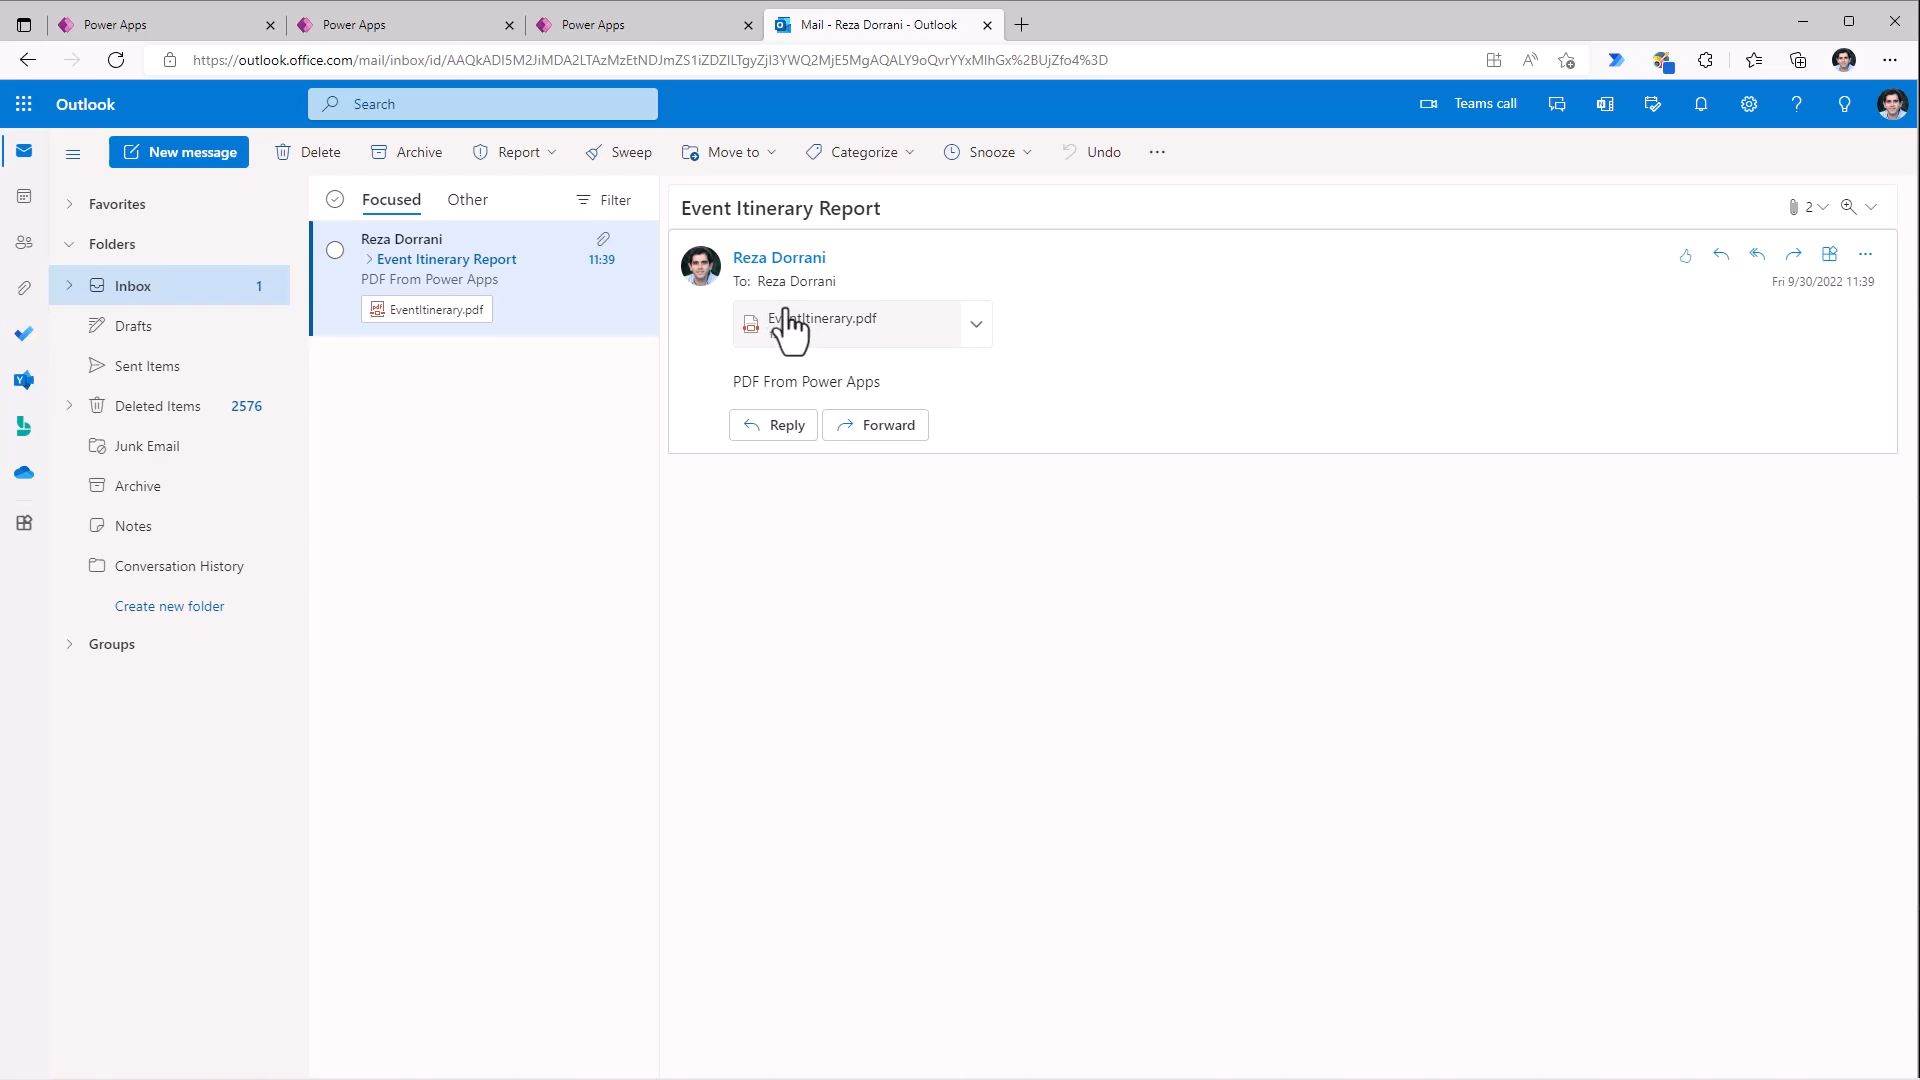 Power Apps
Power Apps
Power Apps
Mail - Reza Dorrani - Outlook
https://outlook.office.com/mail/inbox/id/AAQkADI5M2JiMDA2LTAzMzEtNDJmZS1iZDZlLTgyZjI3YWQ2MjE5MgAQALY9oQvrYYxMIhGx%2BUjZfo4%3D
Outlook
Search
Teams call
New message
Delete
Archive
Report
Sweep
Move to
Categorize
Snooze
Undo
Favorites
Folders
Inbox 1
Drafts
Sent Items
Deleted Items 2576
Junk Email
Archive
Notes
Conversation History
Create new folder
Groups
Focused
Other
Filter
Reza Dorrani
Event Itinerary Report 11:39
PDF From Power Apps
EventItinerary.pdf
Event Itinerary Report
2
Reza Dorrani
To: Reza Dorrani
Fri 9/30/2022 11:39
EventItinerary.pdf
PDF From Power Apps
Reply
Forward